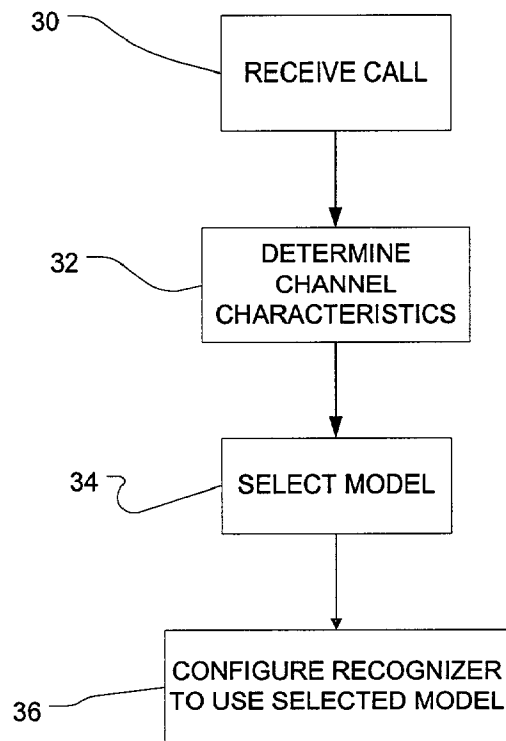 30
RECEIVE CALL
32
DETERMINE
CHANNEL
CHARACTERISTICS
34
SELECT MODEL
CONFIGURE RECOGNIZER
TO USE SELECTED MODEL
36